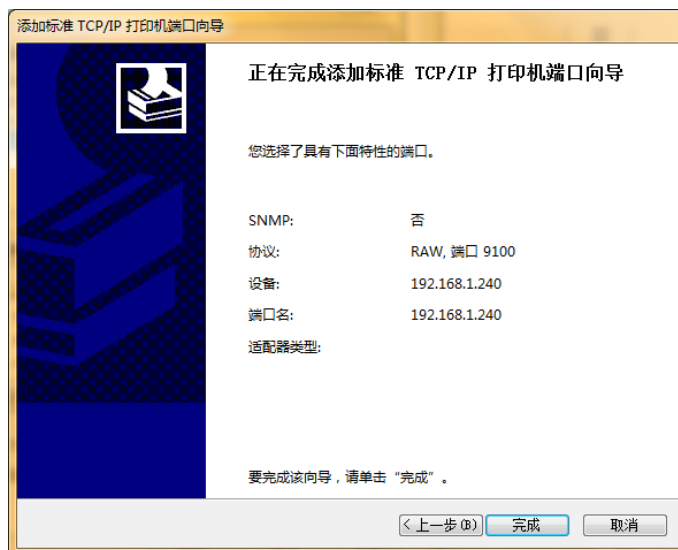 添加标准 TCP/IP 打印机端口向导
正在完成添加标准 TCP/IP 打印机端口向导
您选择了具有下面特性的端口。
SNMP: 否
协议: RAW, 端口 9100
设备: 192.168.1.240
端口名: 192.168.1.240
适配器类型:
要完成该向导，请单击“完成”。
< 上一步(B) 完成 取消